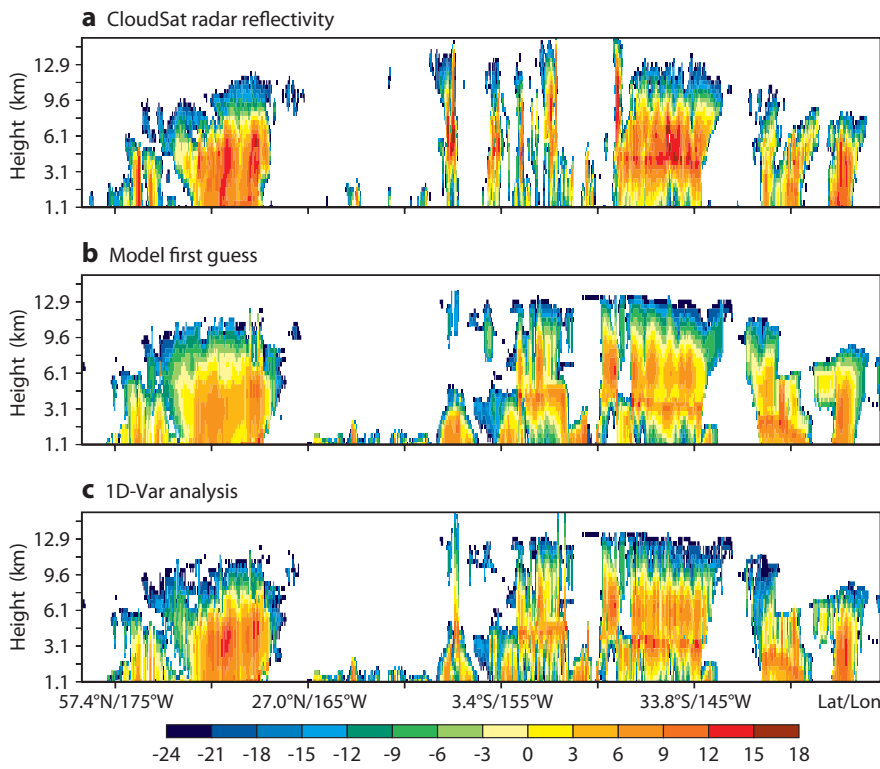 a CloudSat radar reflectivity
Height (km)
12.9
9.6
6.1
3.1
1.1
b Model first guess
Height (km)
12.9
9.6
6.1
3.1
1.1
c 1D-Var analysis
Height (km)
12.9
9.6
6.1
3.1
1.1
57.4°N/175°W 27.0°N/165°W 3.4°S/155°W 33.8°S/145°W Lat/Lon
-24 -21 -18 -15 -12 -9 -6 -3 0 3 6 9 12 15 18